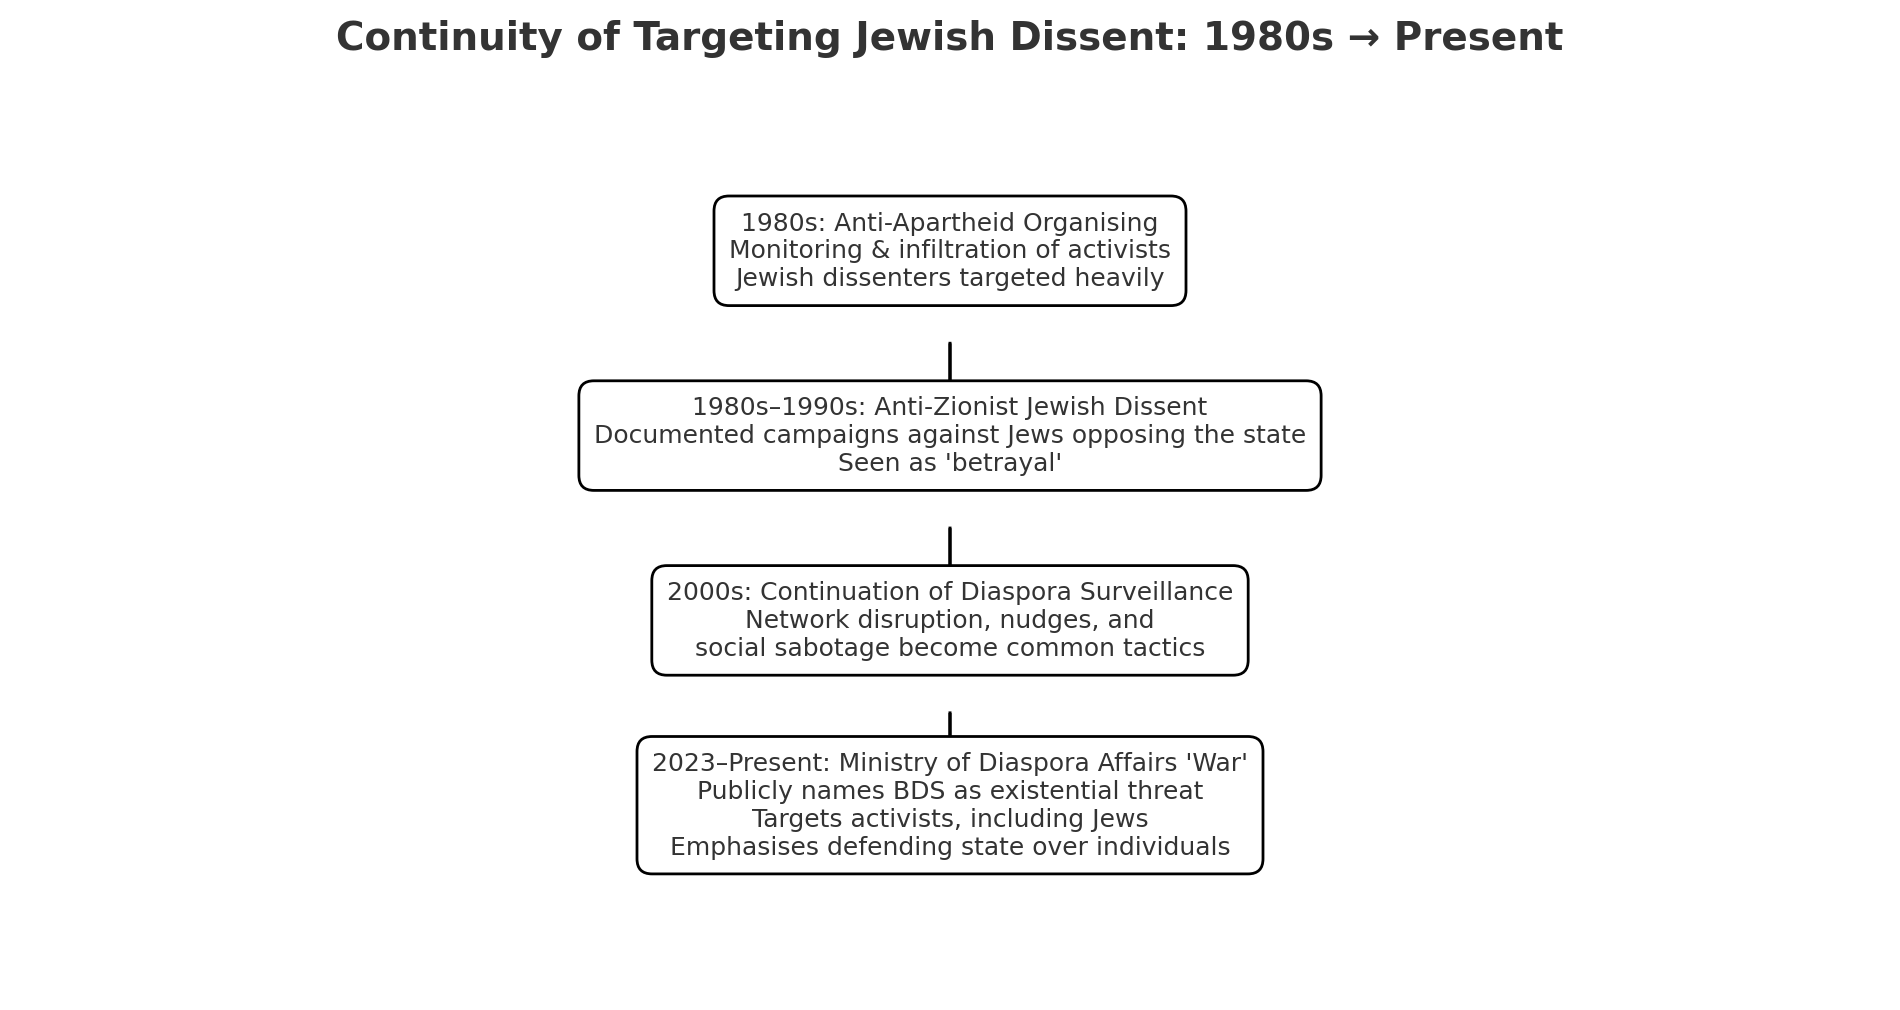 Continuity of Targeting Jewish Dissent: 1980s → Present
1980s: Anti-Apartheid Organising
Monitoring & infiltration of activists
Jewish dissenters targeted heavily
1980s–1990s: Anti-Zionist Jewish Dissent
Documented campaigns against Jews opposing the state
Seen as 'betrayal'
2000s: Continuation of Diaspora Surveillance
Network disruption, nudges, and
social sabotage become common tactics
2023–Present: Ministry of Diaspora Affairs 'War'
Publicly names BDS as existential threat
Targets activists, including Jews
Emphasises defending state over individuals